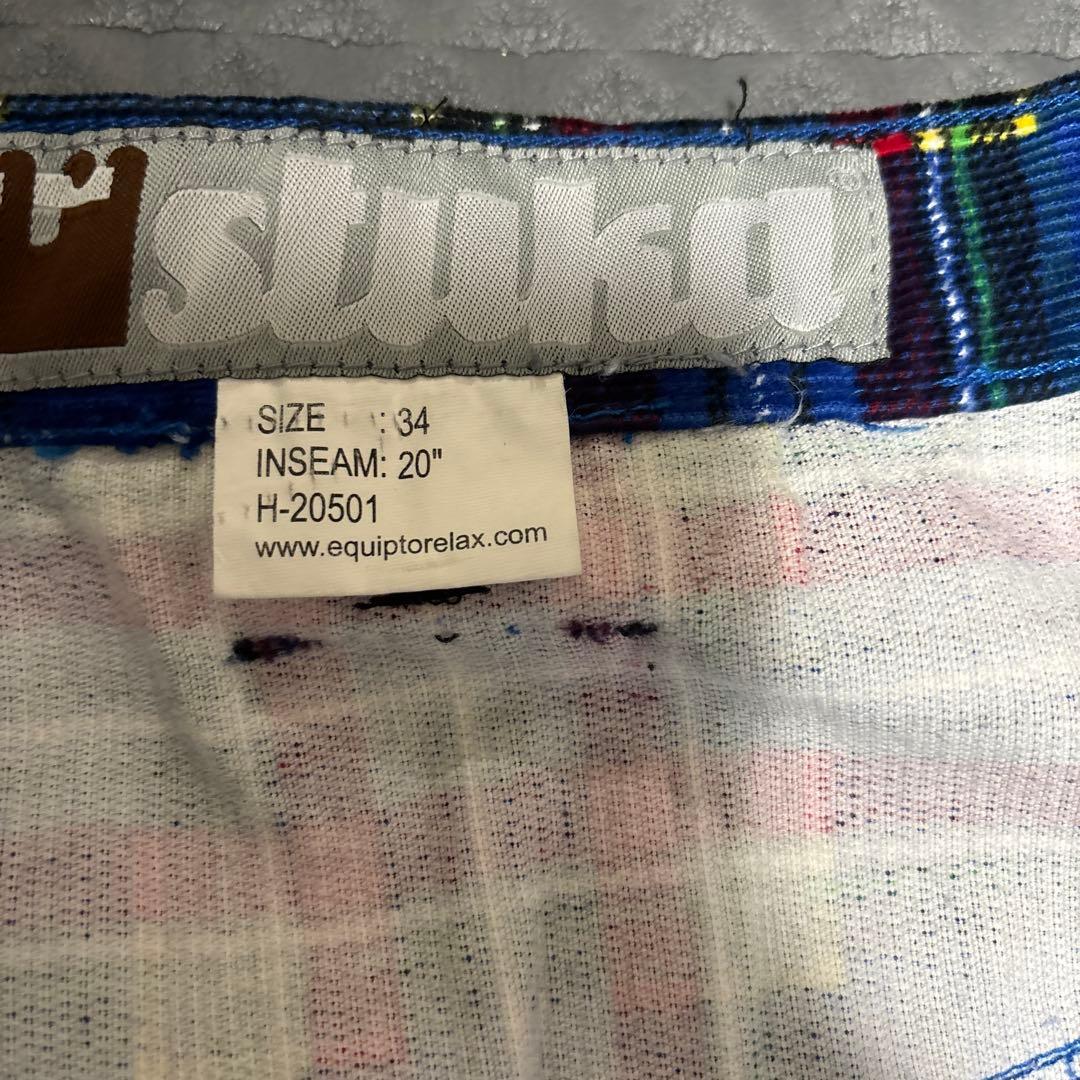 stuka®
SIZE : 34
INSEAM: 20"
H-20501
www.equiptorelax.com